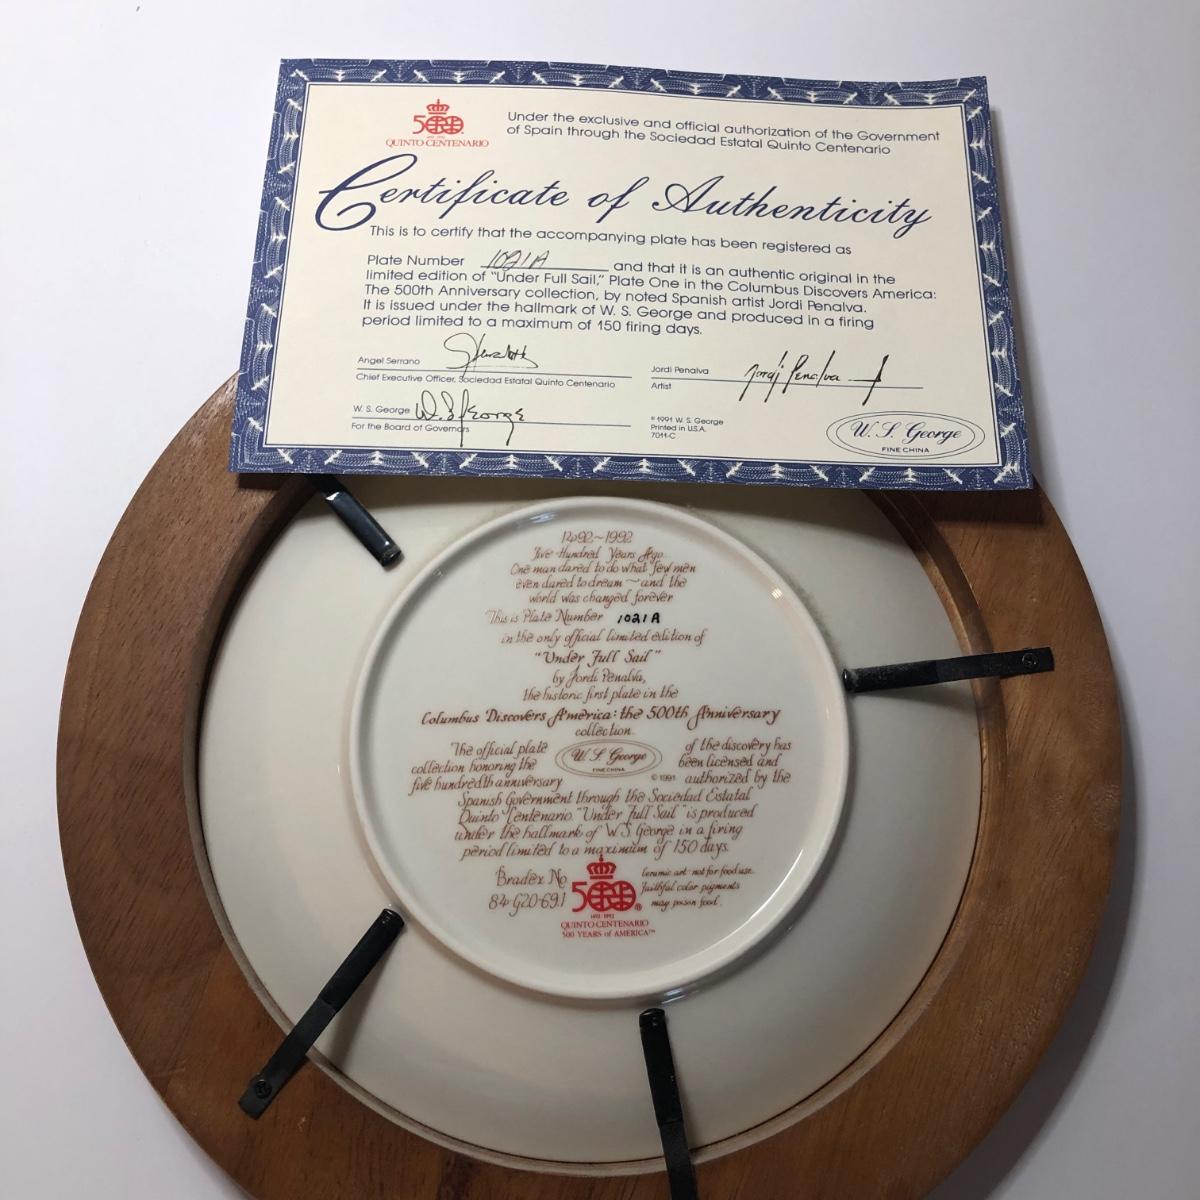 500
1492 1992
QUINTO CENTENARIO
Under the exclusive and official authorization of the Government
of Spain through the Sociedad Estatal Quinto Centenario
Certificate of Authenticity
This is to certify that the accompanying plate has been registered as
Plate Number 1021A and that it is an authentic original in the
limited edition of "Under Full Sail," Plate One in the Columbus Discovers America:
The 500th Anniversary collection, by noted Spanish artist Jordi Penalva.
It is issued under the hallmark of W. S. George and produced in a firing
period limited to a maximum of 150 firing days.
Angel Serrano
Chief Executive Officer, Sociedad Estatal Quinto Centenario
Jordi Penalva Jordi Penalva
Artist
W. S. George W. S. George
For the Board of Governors
© 1991 W. S. George
Printed in U.S.A.
7011-C
W. S. George
FINE CHINA
1492~1992
Five Hundred Years Ago
One man dared to do what few men
even dared to dream ~ and the
world was changed forever
This is Plate Number 1021A
in the only official limited edition of
"Under Full Sail"
by Jordi Penalva,
the historic first plate in the
Columbus Discovers America: the 500th Anniversary
collection.
The official plate W. S. George of the discovery has
collection honoring the FINE CHINA been licensed and
five hundredth anniversary © 1991 authorized by the
Spanish Government through the Sociedad Estatal
Quinto Centenario. "Under Full Sail" is produced
under the hallmark of W.S. George in a firing
period limited to a maximum of 150 days.
Bradex No
84-G20-69.1
500®
1492 1992
QUINTO CENTENARIO
500 YEARS of AMERICA™
Ceramic art: not for food use.
Faithful color pigments
may poison food.